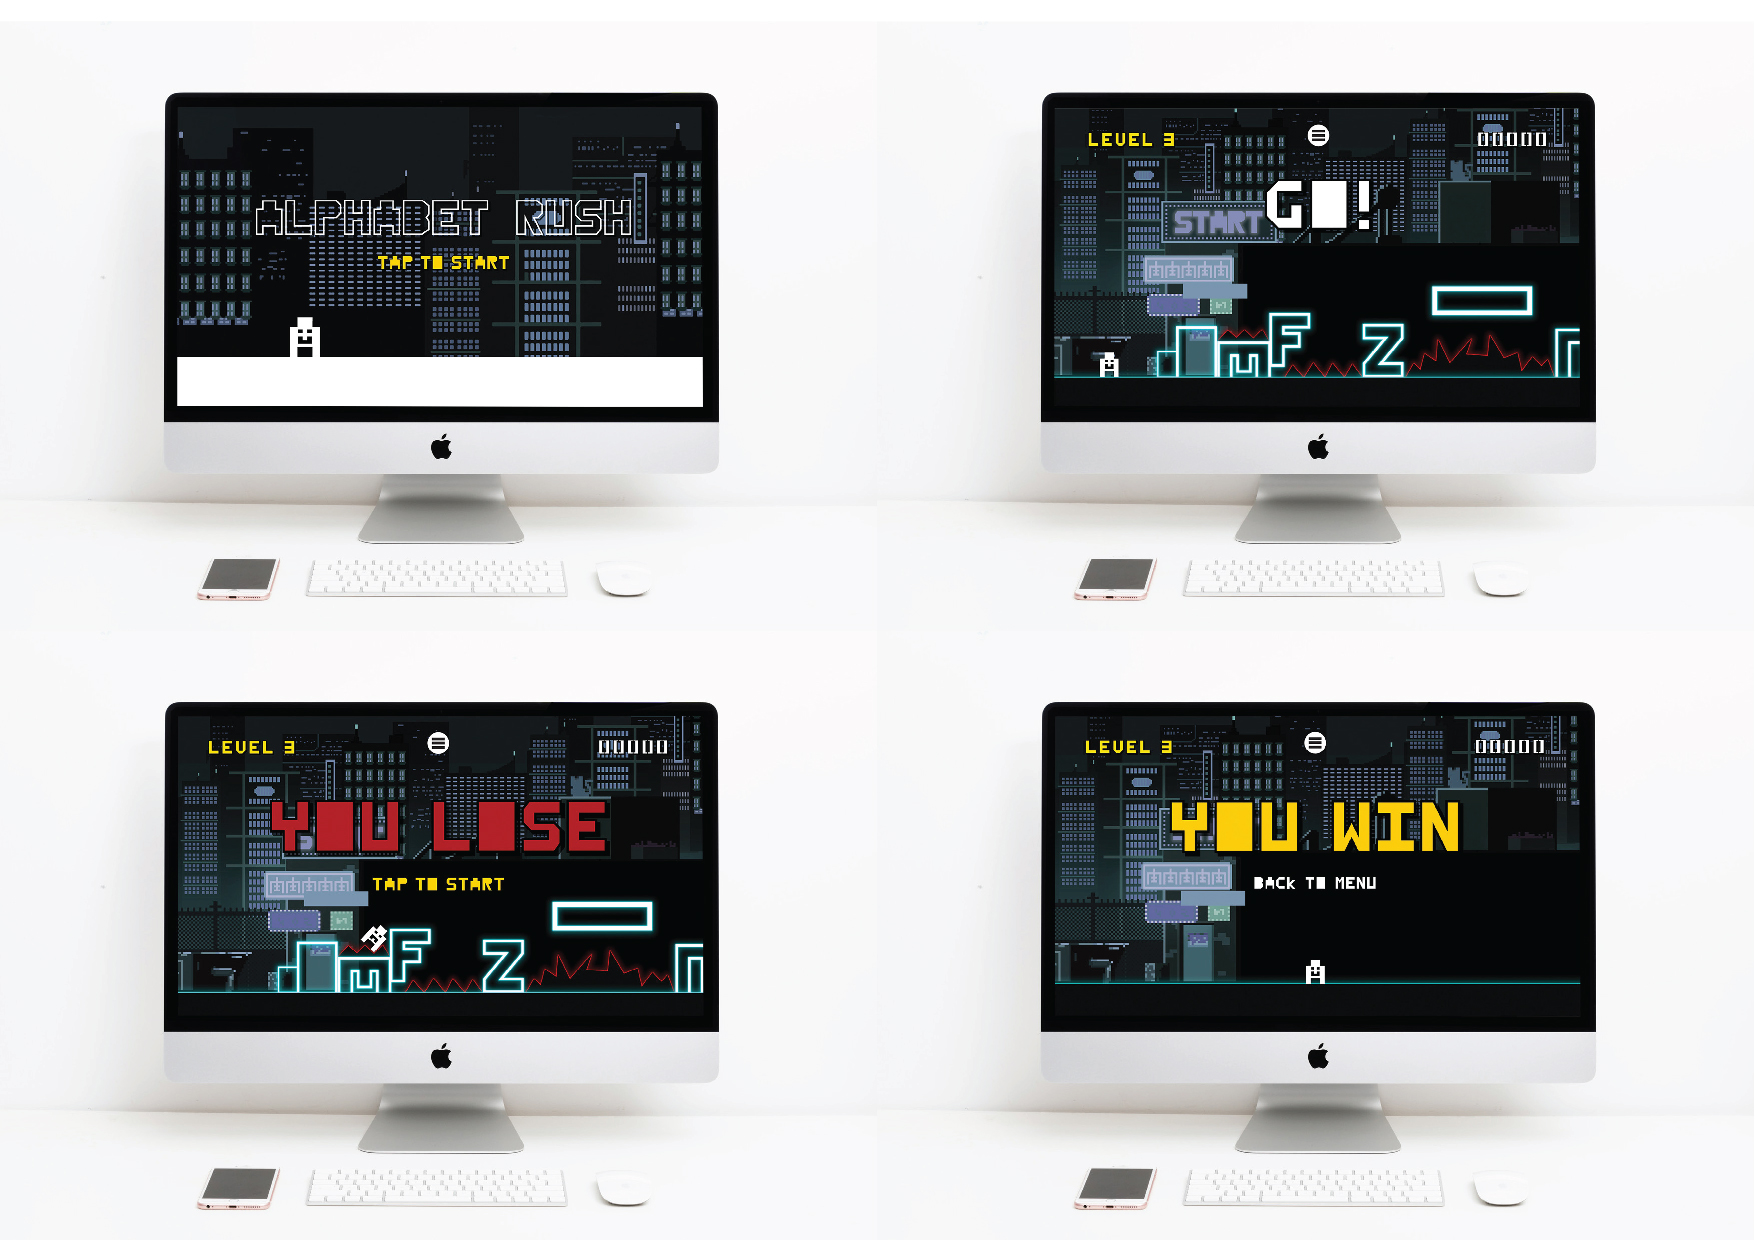 ALPHABET RUSH
TAP TO START
LEVEL 3
00000
START
GO!
u
F
Z
LEVEL 3
00000
YOU LOSE
TAP TO START
u
F
Z
LEVEL 3
00000
YOU WIN
BACk TO MENU